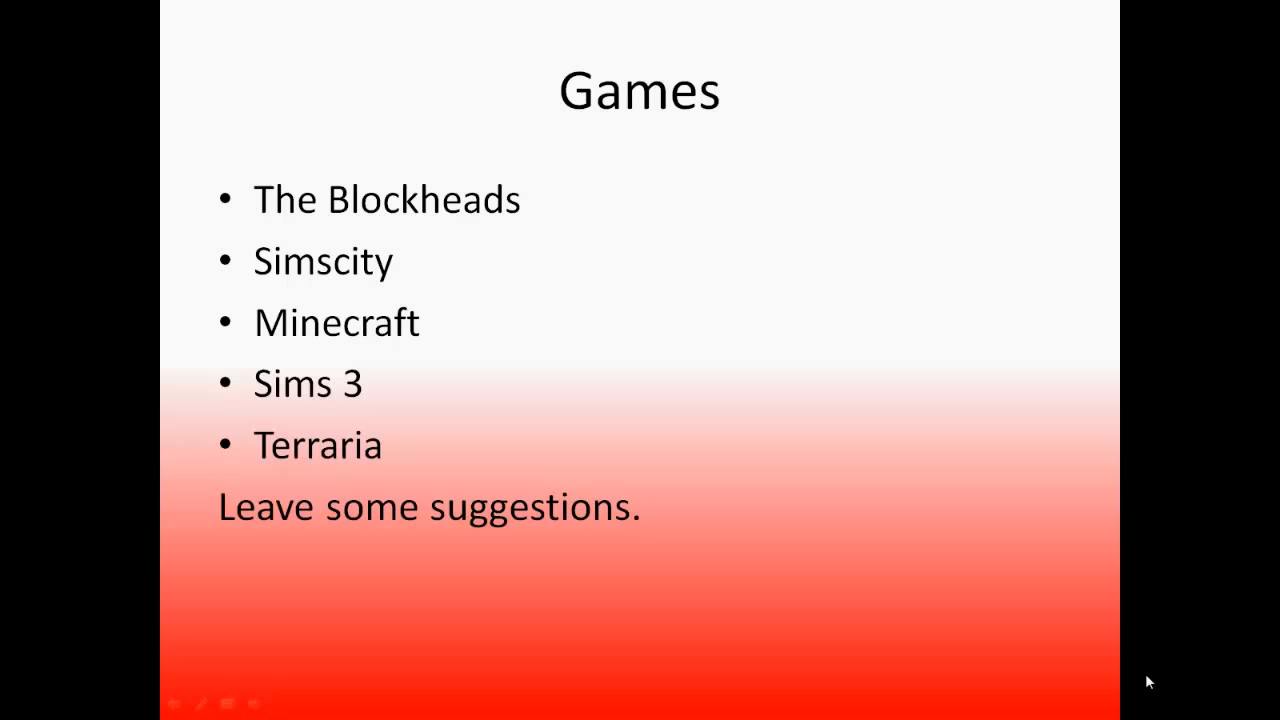 Games
• The Blockheads
• Simscity
• Minecraft
• Sims 3
• Terraria
Leave some suggestions.